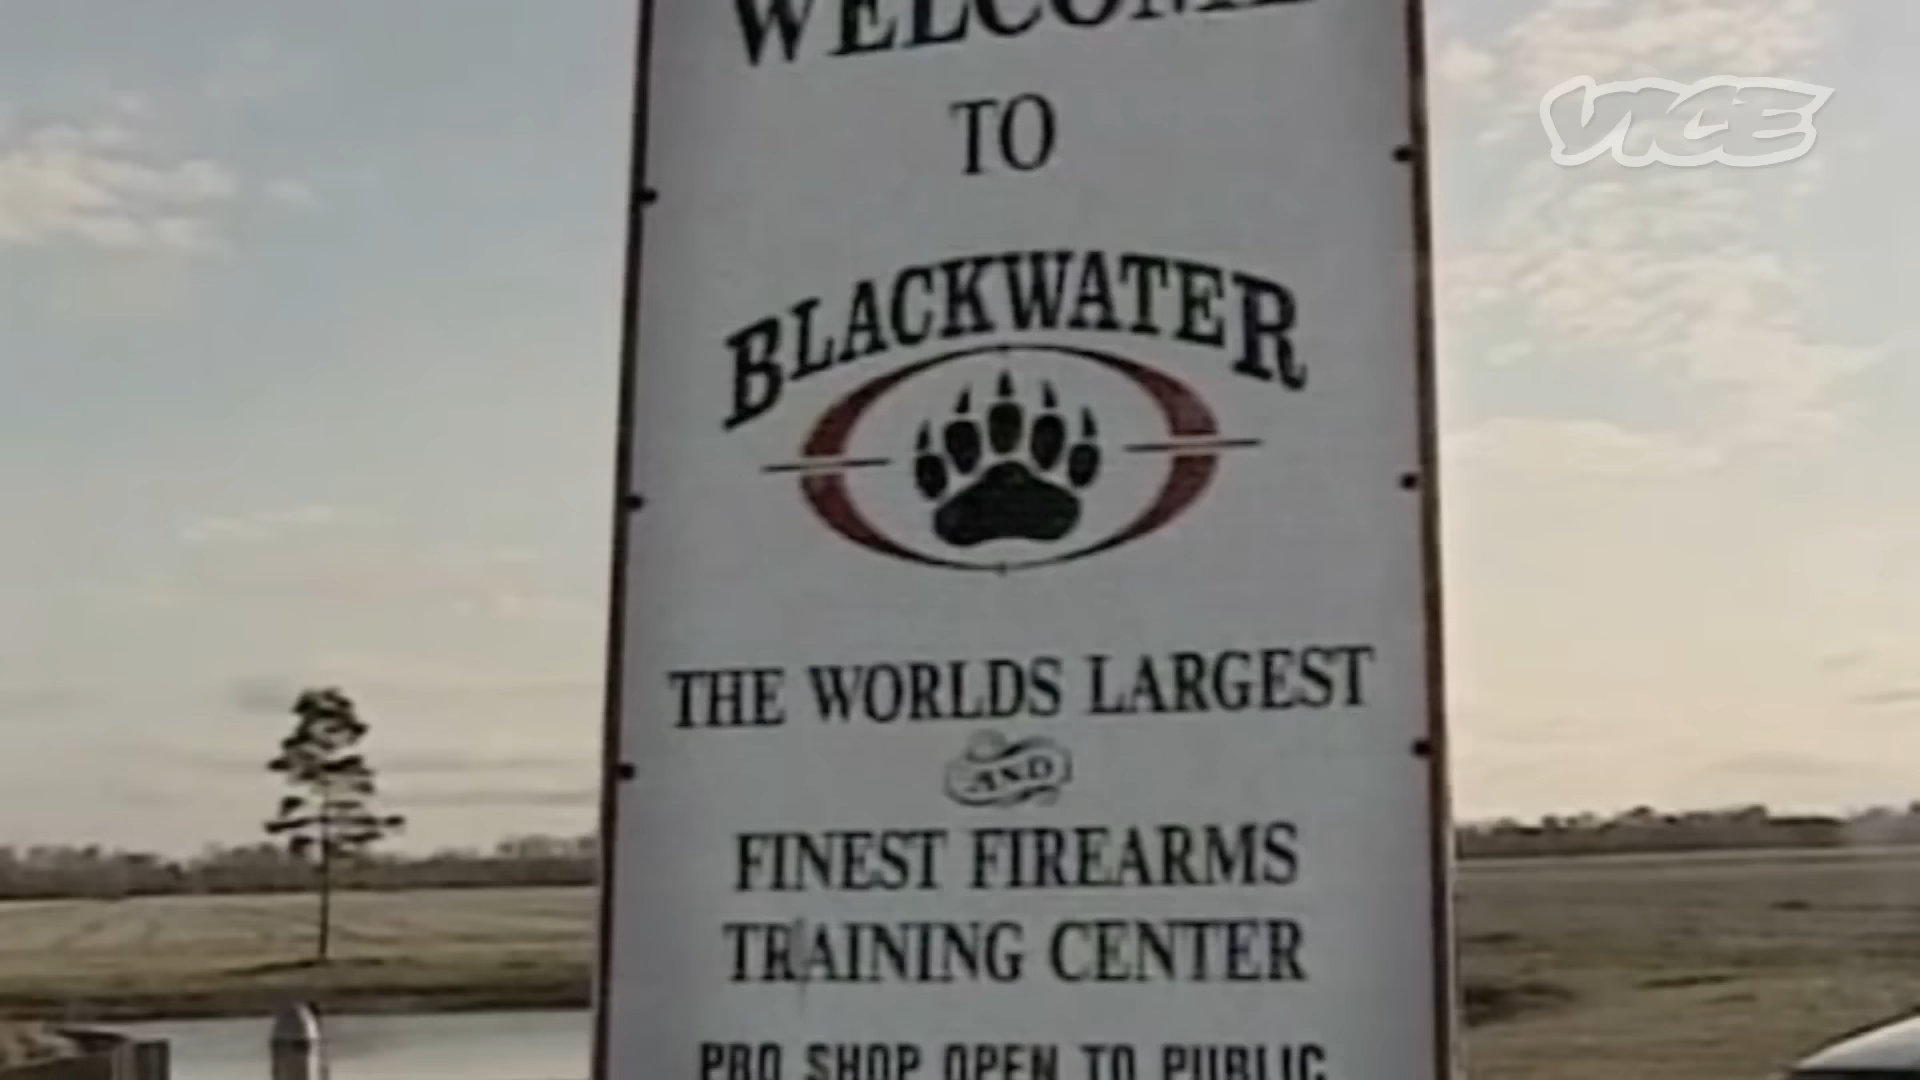 WELCOME
TO
BLACKWATER
THE WORLDS LARGEST
AND
FINEST FIREARMS
TRAINING CENTER
PRO SHOP OPEN TO PUBLIC
VICE